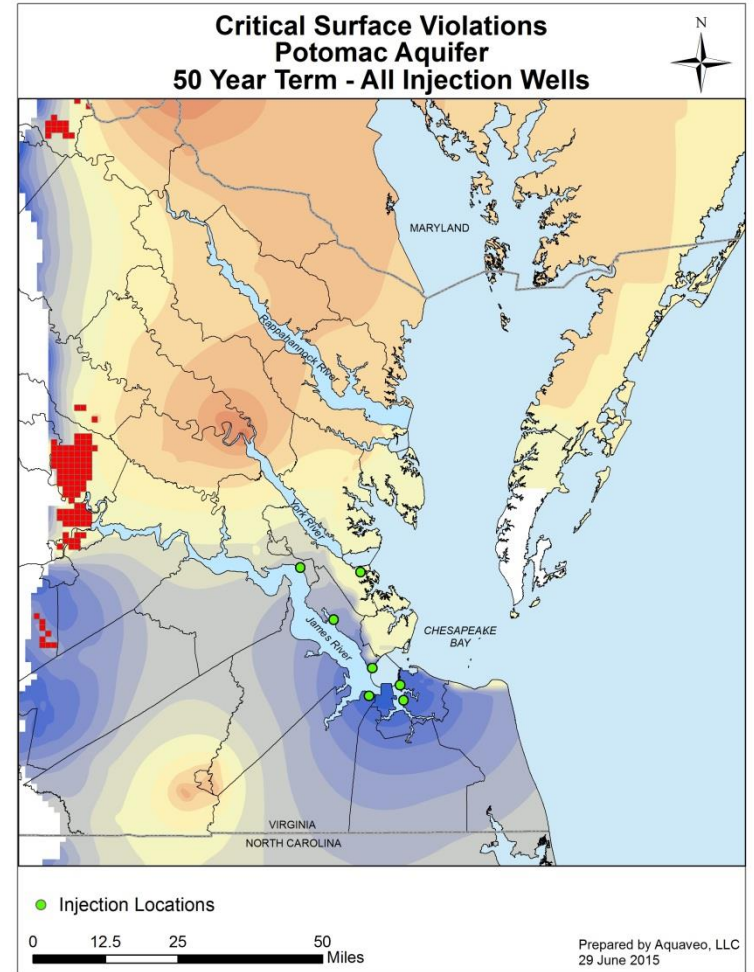 Critical Surface Violations
Potomac Aquifer
50 Year Term - All Injection Wells
N
MARYLAND
Rappahannock River
York River
James River
CHESAPEAKE
BAY
VIRGINIA
NORTH CAROLINA
Injection Locations
0 12.5 25 50
Miles
Prepared by Aquaveo, LLC
29 June 2015